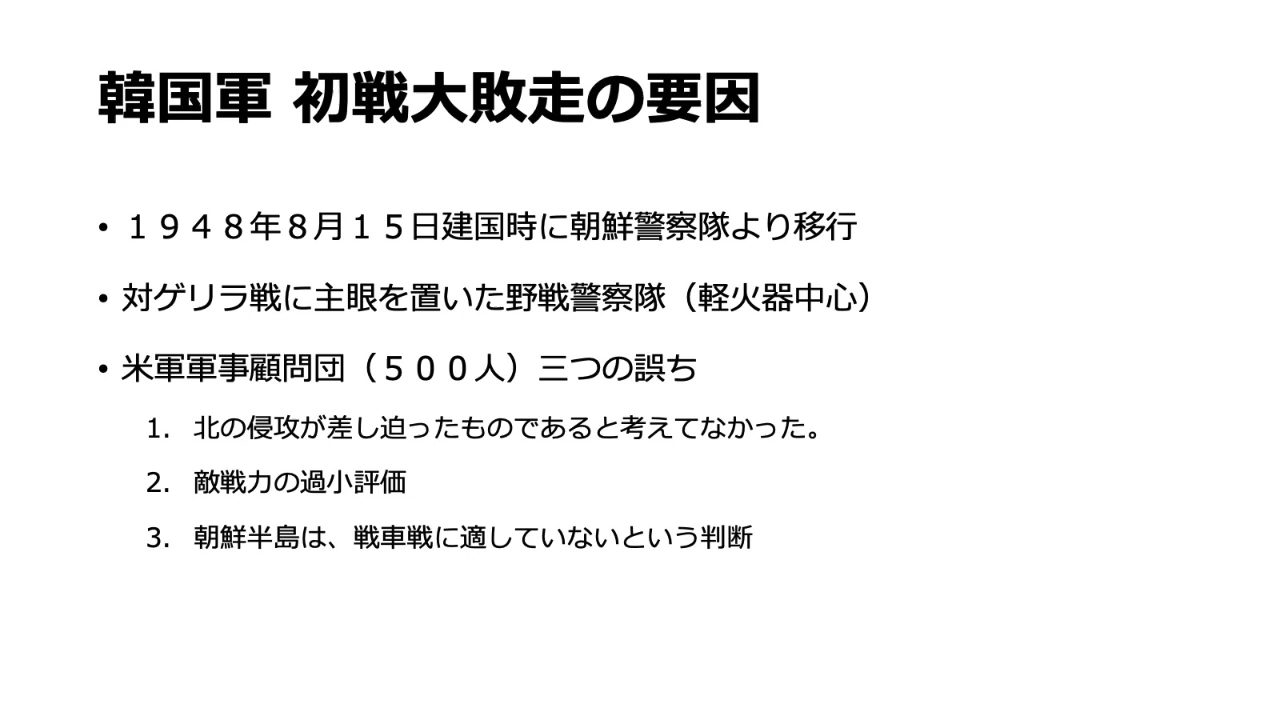 韓国軍 初戦大敗走の要因
• １９４８年８月１５日建国時に朝鮮警察隊より移行
• 対ゲリラ戦に主眼を置いた野戦警察隊（軽火器中心）
• 米軍軍事顧問団（５００人）三つの誤ち
1. 北の侵攻が差し迫ったものであると考えてなかった。
2. 敵戦力の過小評価
3. 朝鮮半島は、戦車戦に適していないという判断